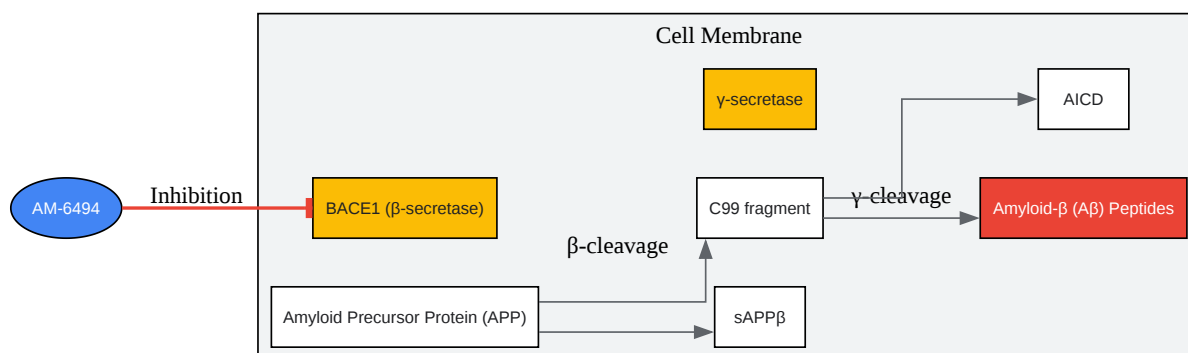 Cell Membrane
γ-secretase
AICD
AM-6494
Inhibition
BACE1 (β-secretase)
C99 fragment
γ-cleavage
Amyloid-β (Aβ) Peptides
β-cleavage
Amyloid Precursor Protein (APP)
sAPPβ